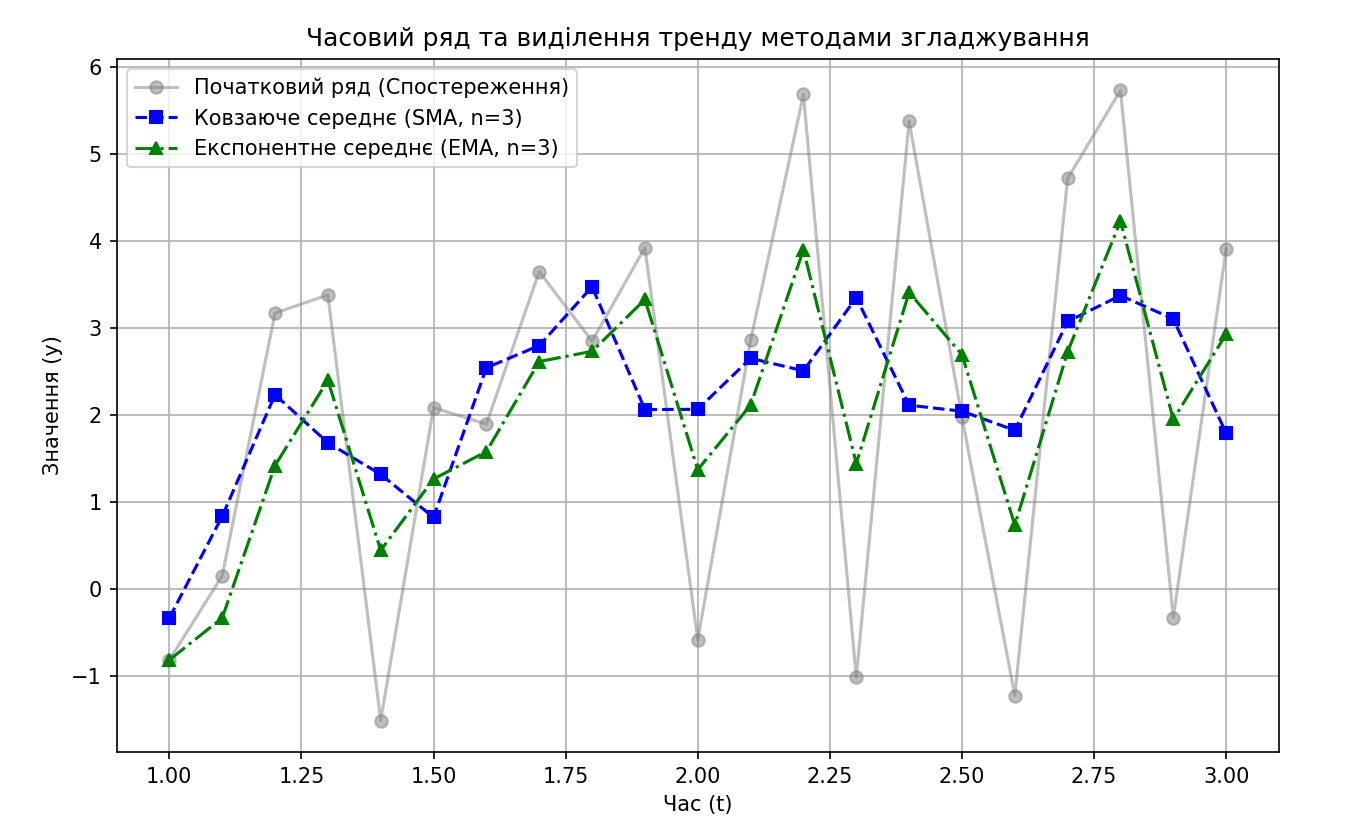 Часовий ряд та виділення тренду методами згладжування
Початковий ряд (Спостереження)
Ковзаюче середнє (SMA, n=3)
Експонентне середнє (EMA, n=3)
Значення (y)
6
5
4
3
2
1
0
−1
1.00 1.25 1.50 1.75 2.00 2.25 2.50 2.75 3.00
Час (t)